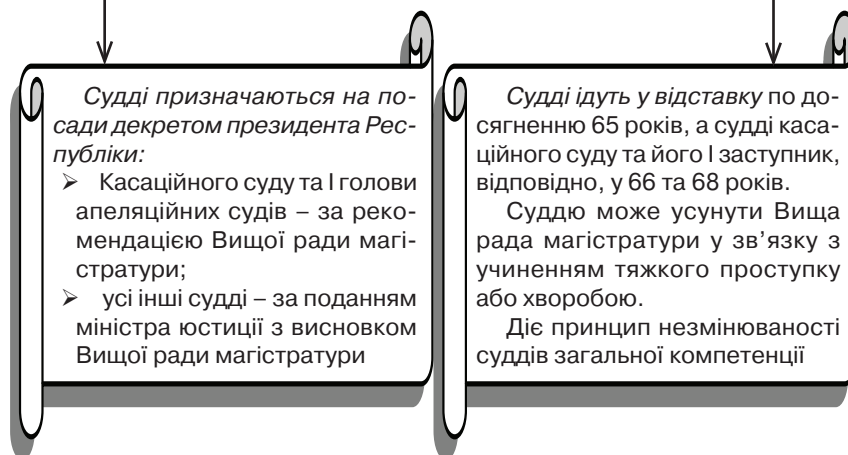 Судді призначаються на по-
сади декретом президента Рес-
публіки:
➢ Касаційного суду та І голови
апеляційних судів – за реко-
мендацією Вищої ради магі-
стратури;
➢ усі інші судді – за поданням
міністра юстиції з висновком
Вищої ради магістратури
Судді ідуть у відставку по до-
сягненню 65 років, а судді каса-
ційного суду та його І заступник,
відповідно, у 66 та 68 років.
Суддю може усунути Вища
рада магістратури у зв’язку з
учиненням тяжкого проступку
або хворобою.
Діє принцип незмінюваності
суддів загальної компетенції